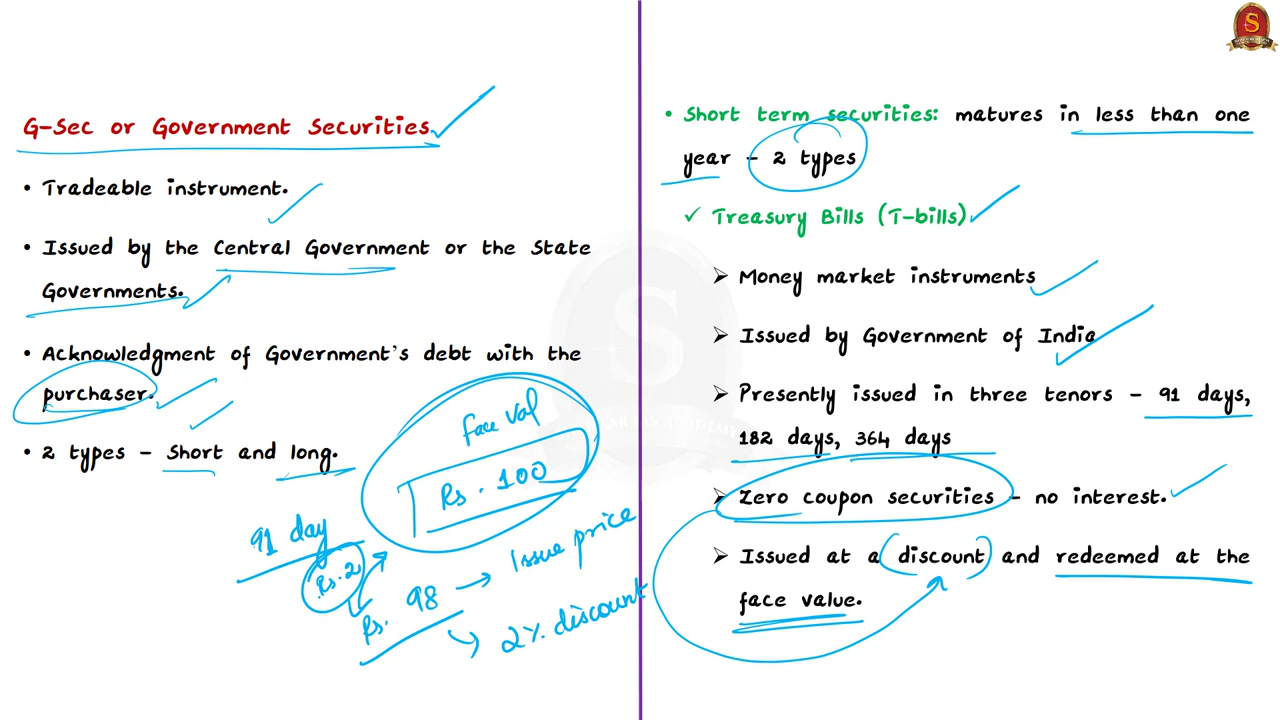 G-Sec or Government Securities
• Tradeable instrument.
• Issued by the Central Government or the State
Governments.
• Acknowledgment of Government's debt with the
purchaser.
• 2 types - Short and long.
Face Val
Rs. 100
91 day
Rs. 2
Rs. 98 → Issue price
→ 2% discount
• Short term securities: matures in less than one
year - 2 types
✓ Treasury Bills (T-bills)
➢ Money market instruments
➢ Issued by Government of India
➢ Presently issued in three tenors - 91 days,
182 days, 364 days
➢ Zero coupon securities - no interest.
➢ Issued at a discount and redeemed at the
face value.
S